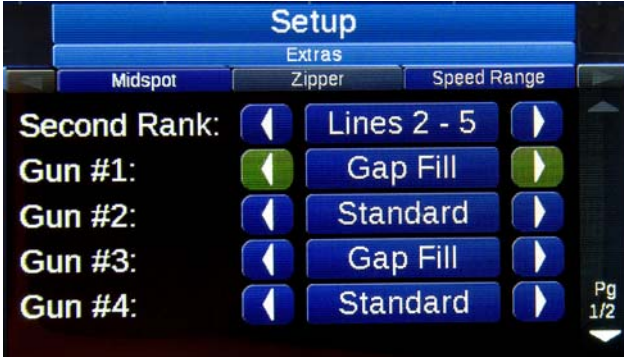 Setup
Extras
Midspot Zipper Speed Range
Second Rank: Lines 2 - 5
Gun #1: Gap Fill
Gun #2: Standard
Gun #3: Gap Fill
Gun #4: Standard
Pg
1/2